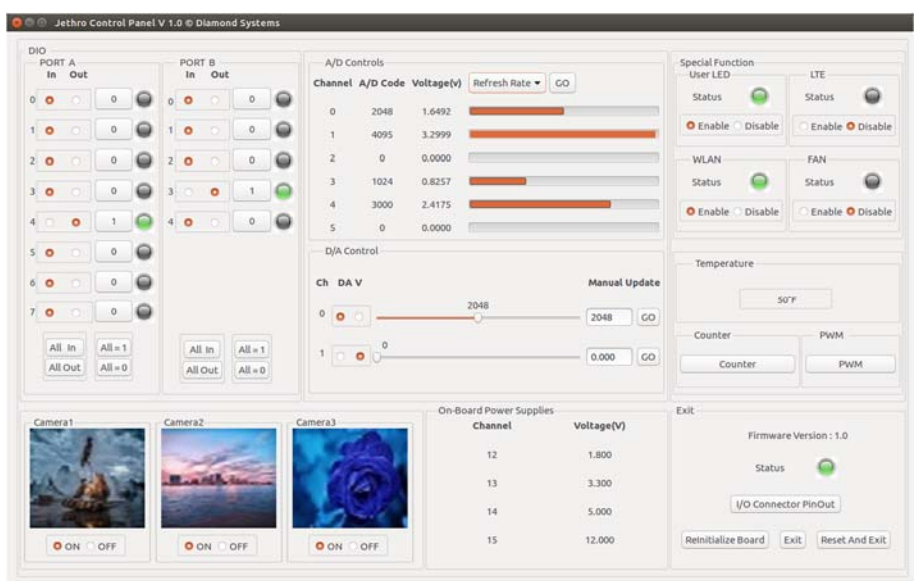 Jethro Control Panel V 1.0 © Diamond Systems
DIO
PORT A
In Out
0 0
1 0
2 0
3 0
4 1
5 0
6 0
7 0
All In All = 1
All Out All = 0
PORT B
In Out
0 0
1 0
2 0
3 1
4 0
All In All = 1
All Out All = 0
A/D Controls
Channel A/D Code Voltage(v) Refresh Rate GO
0 2048 1.6492
1 4095 3.2999
2 0 0.0000
3 1024 0.8257
4 3000 2.4175
5 0 0.0000
D/A Control
Ch DA V Manual Update
0 2048 2048 GO
1 0 0.000 GO
Special Function
User LED
Status
Enable Disable
LTE
Status
Enable Disable
WLAN
Status
Enable Disable
FAN
Status
Enable Disable
Temperature
50°F
Counter
Counter
PWM
PWM
Camera1
ON OFF
Camera2
ON OFF
Camera3
ON OFF
On-Board Power Supplies
Channel Voltage(V)
12 1.800
13 3.300
14 5.000
15 12.000
Exit
Firmware Version : 1.0
Status
I/O Connector PinOut
ReInitialize Board Exit Reset And Exit